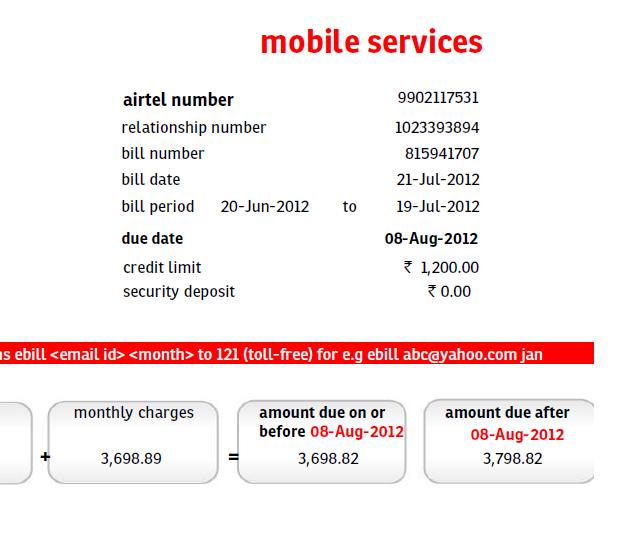 mobile services
airtel number 9902117531
relationship number 1023393894
bill number 815941707
bill date 21-Jul-2012
bill period 20-Jun-2012 to 19-Jul-2012
due date 08-Aug-2012
credit limit ₹ 1,200.00
security deposit ₹ 0.00
ebill <email id> <month> to 121 (toll-free) for e.g ebill abc@yahoo.com jan
monthly charges
+ 3,698.89
=
amount due on or
before 08-Aug-2012
3,698.82
amount due after
08-Aug-2012
3,798.82